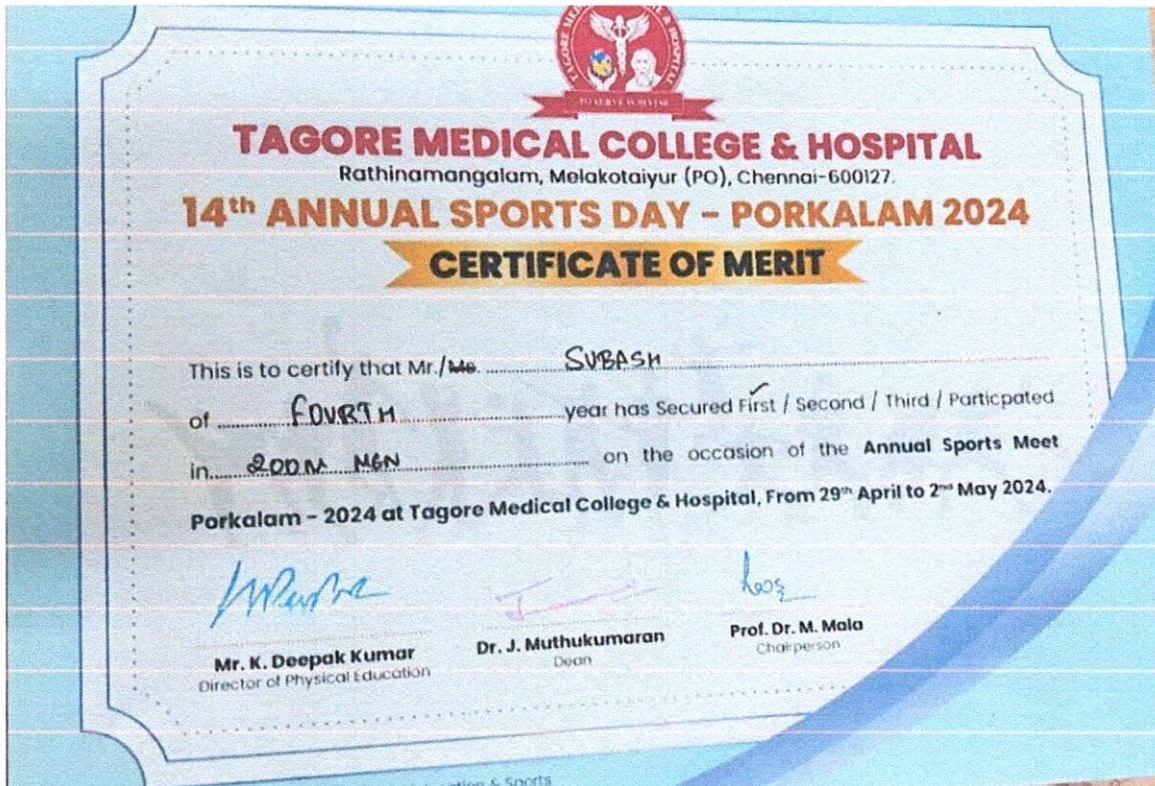 TAGORE MEDICAL COLLEGE & HOSPITAL
Rathinamangalam, Melakotaiyur (PO), Chennai-600127.
14th ANNUAL SPORTS DAY - PORKALAM 2024
CERTIFICATE OF MERIT
This is to certify that Mr./Ms. SUBASH
of FOURTH year has Secured First / Second / Third / Particpated
in 200M MEN on the occasion of the Annual Sports Meet
Porkalam - 2024 at Tagore Medical College & Hospital, From 29th April to 2nd May 2024.
Mr. K. Deepak Kumar
Director of Physical Education
Dr. J. Muthukumaran
Dean
Prof. Dr. M. Mala
Chairperson
& Sports